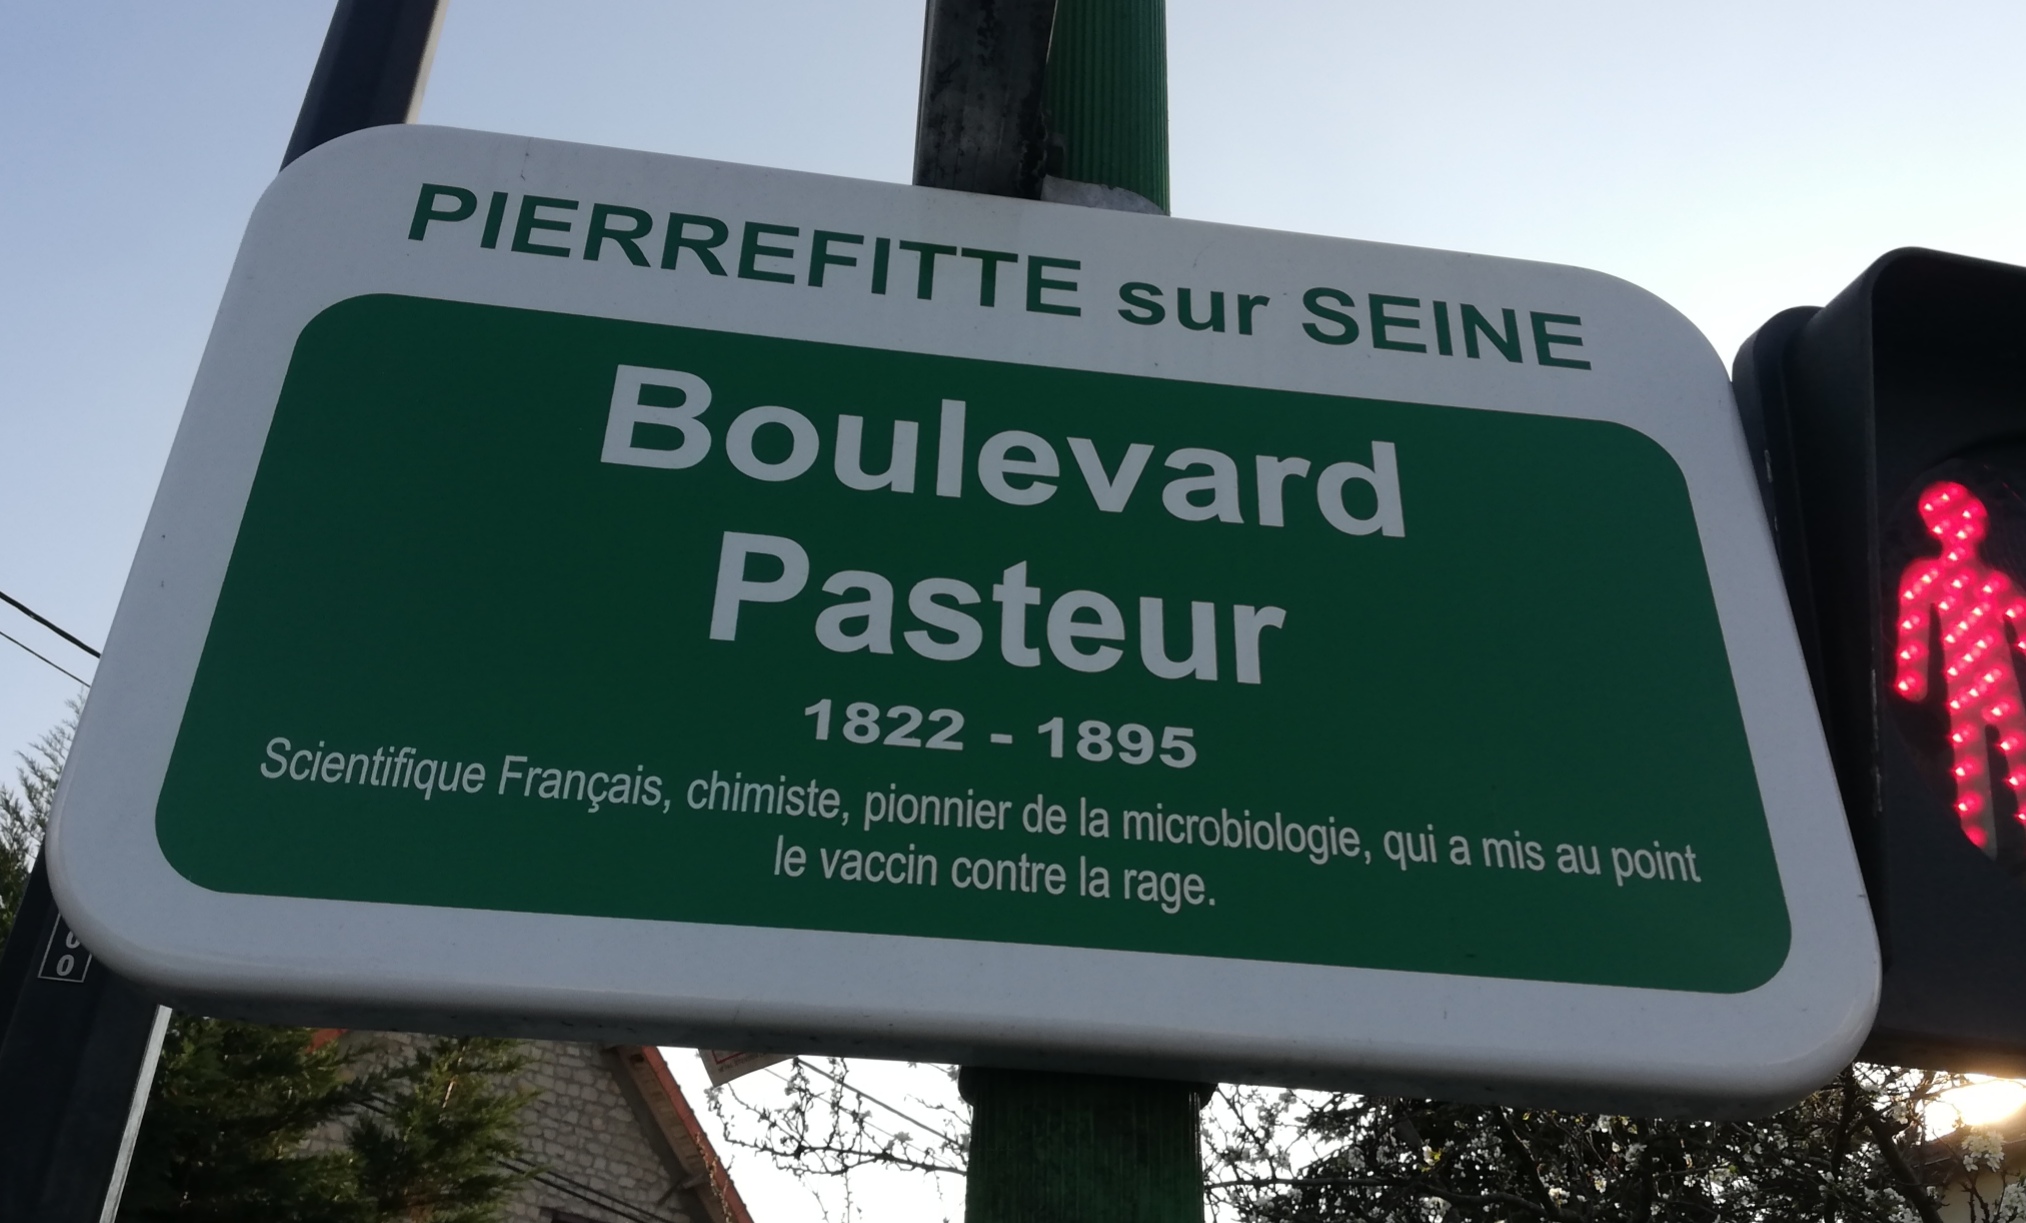 PIERREFITTE sur SEINE
Boulevard
Pasteur
1822 - 1895
Scientifique Français, chimiste, pionnier de la microbiologie, qui a mis au point
le vaccin contre la rage.
0